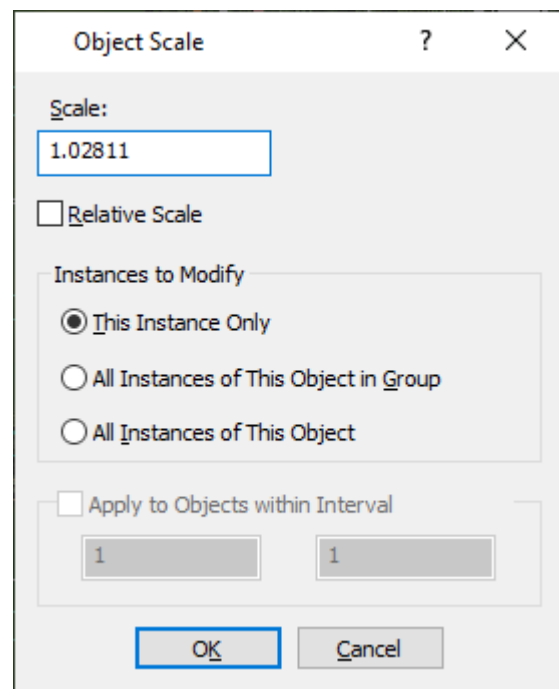 Object Scale ? ×
Scale:
1.02811
Relative Scale
Instances to Modify
This Instance Only
All Instances of This Object in Group
All Instances of This Object
Apply to Objects within Interval
1 1
OK Cancel